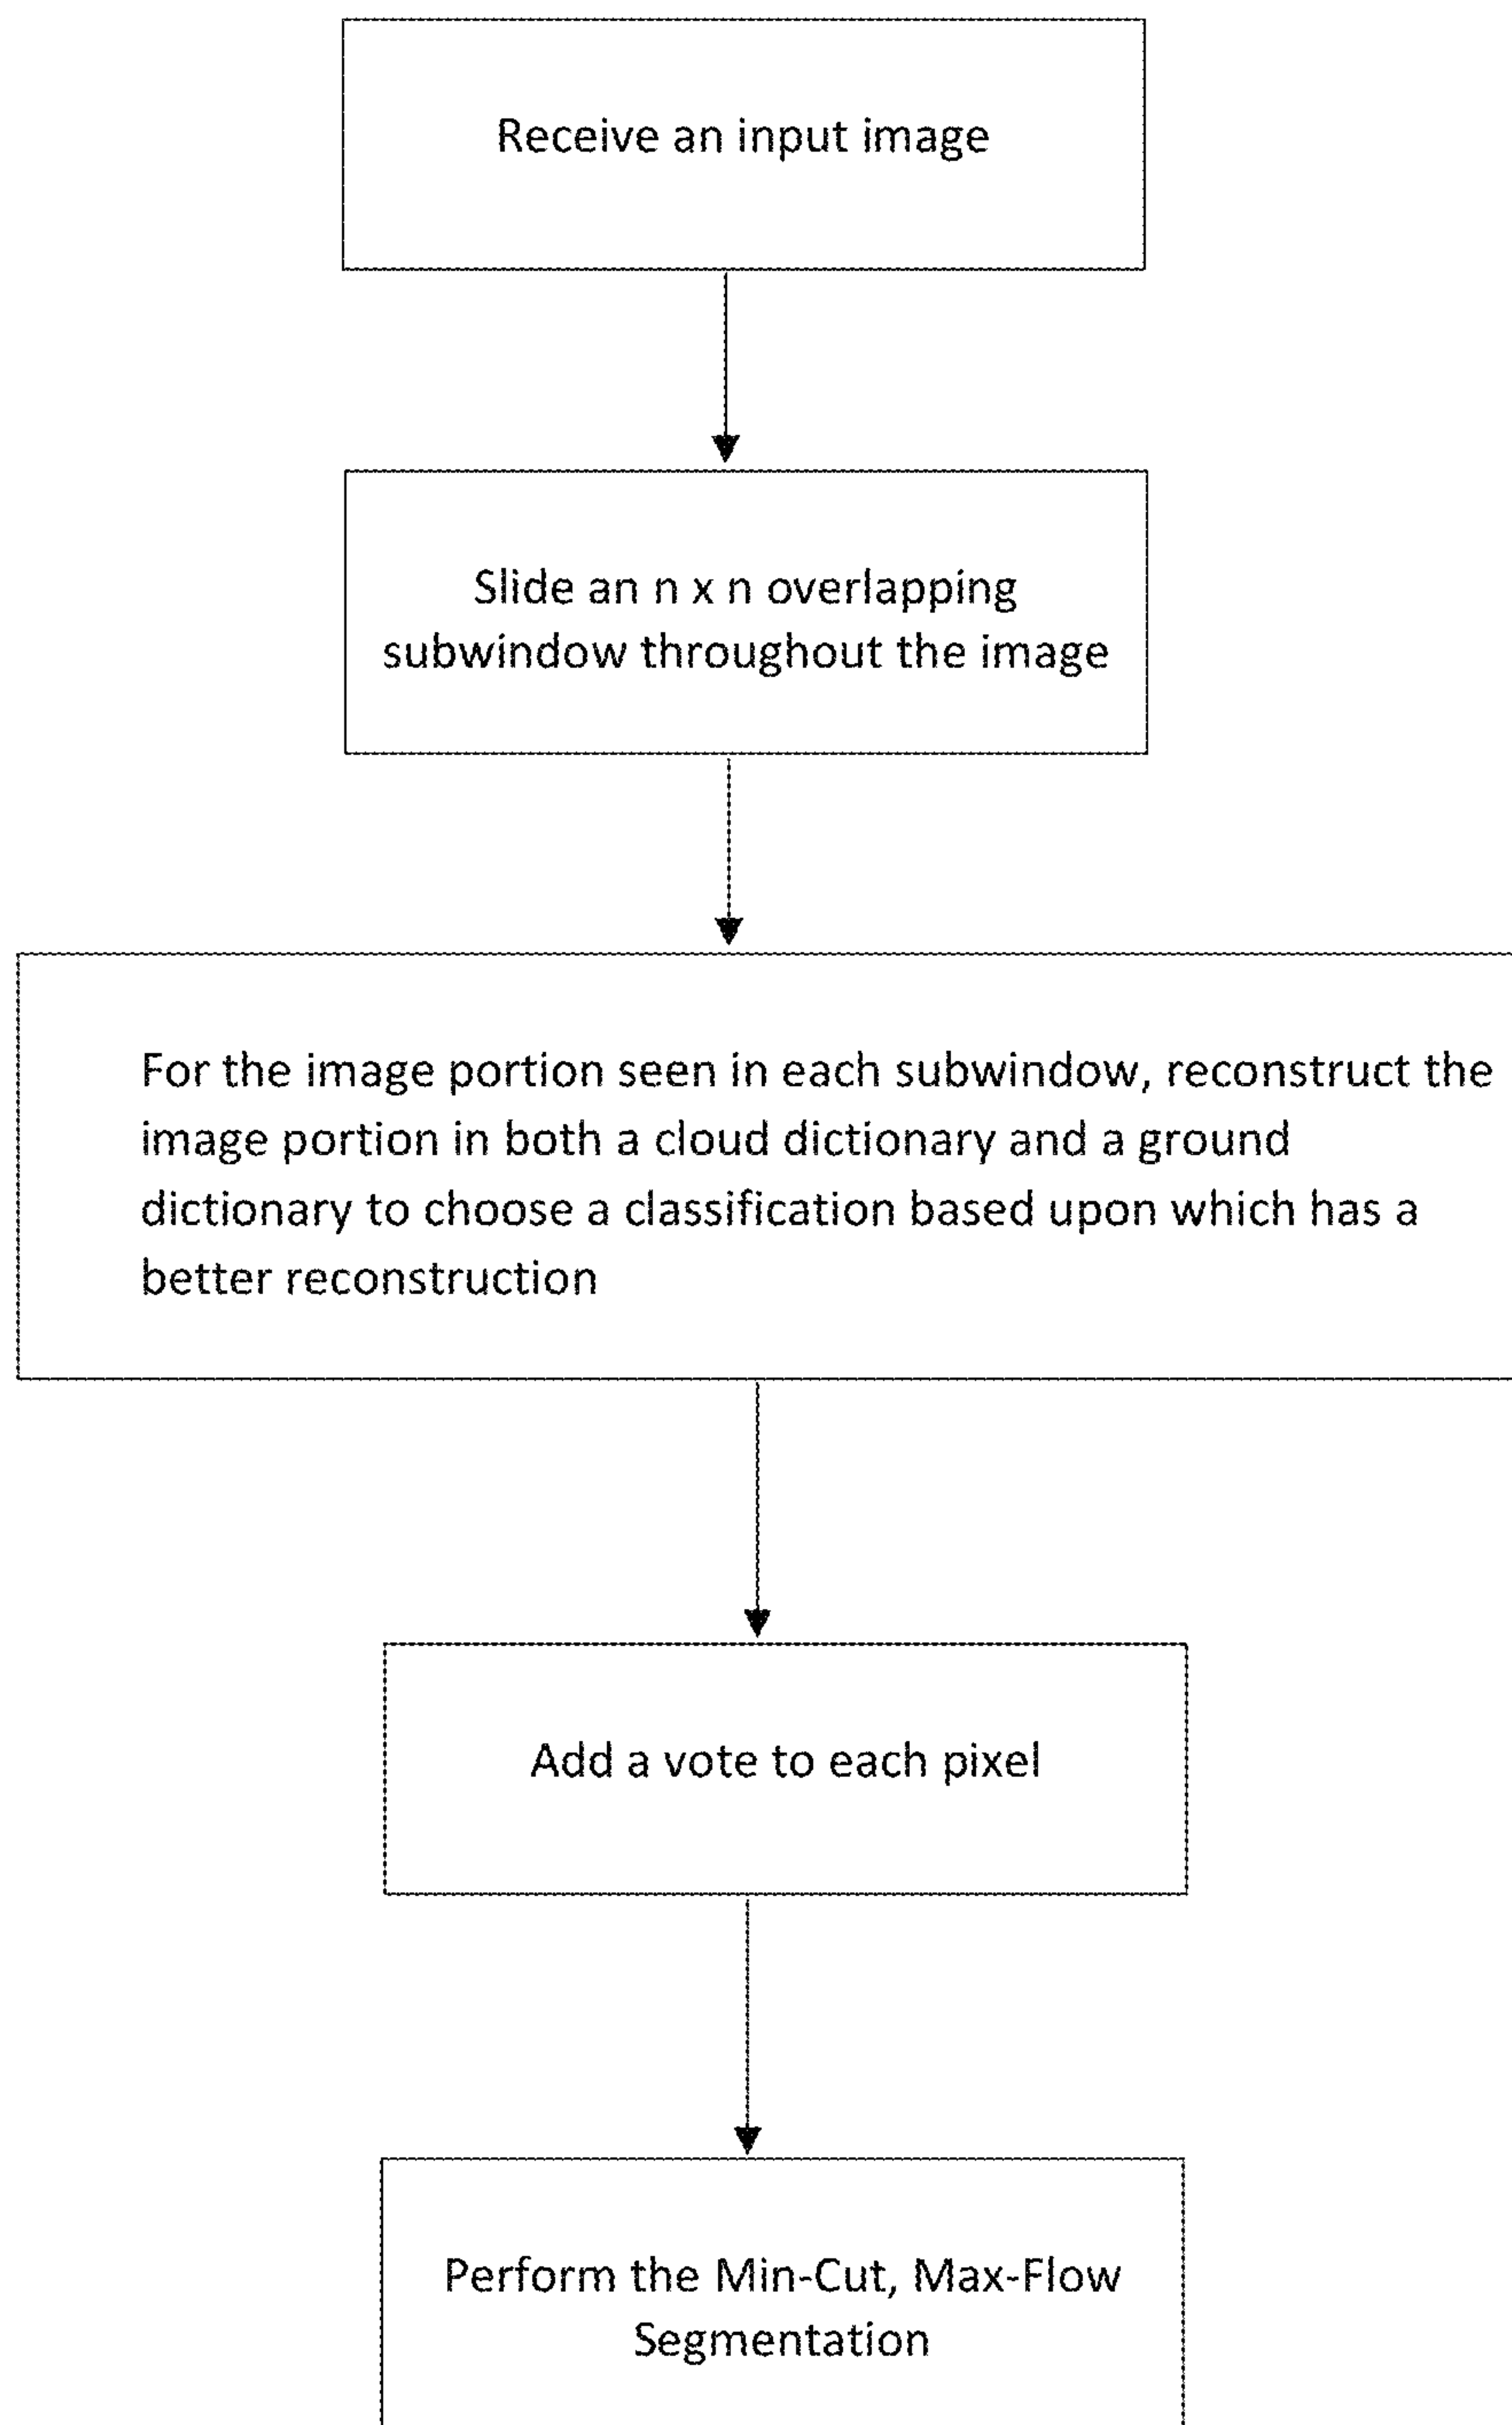 Receive an input image
Slide an n x n overlapping
subwindow throughout the image
For the image portion seen in each subwindow, reconstruct the
image portion in both a cloud dictionary and a ground
dictionary to choose a classification based upon which has a
better reconstruction
Add a vote to each pixel
Perform the Min-Cut, Max-Flow
Segmentation